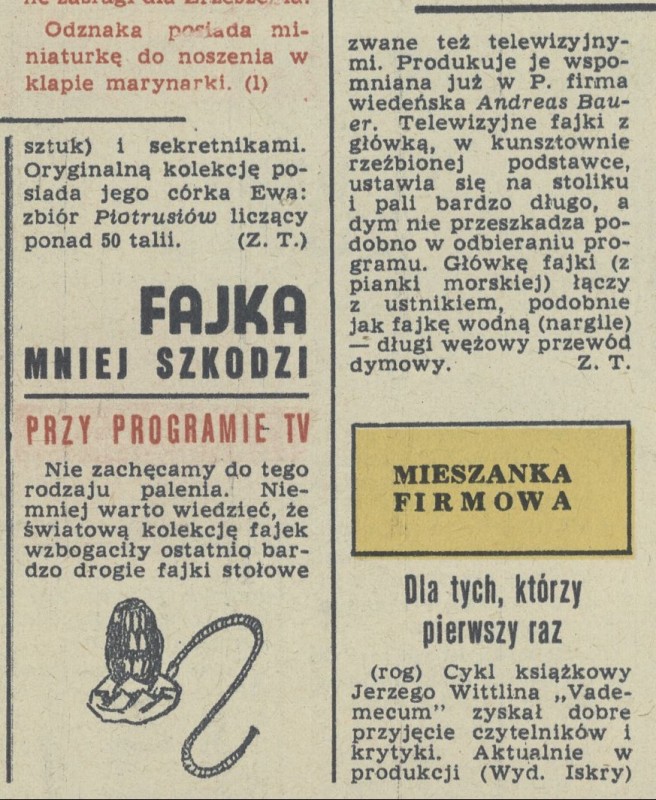 ne zasługi dla Zrzeszenia.
Odznaka posiada mi-
niaturkę do noszenia w
klapie marynarki. (l)
sztuk) i sekretnikami.
Oryginalną kolekcję po-
siada jego córka Ewa:
zbiór Piotrusiów liczący
ponad 50 talii. (Z. T.)
FAJKA
MNIEJ SZKODZI
PRZY PROGRAMIE TV
Nie zachęcamy do tego
rodzaju palenia. Nie-
mniej warto wiedzieć, że
światową kolekcję fajek
wzbogaciły ostatnio bar-
dzo drogie fajki stołowe
zwane też telewizyjny-
mi. Produkuje je wspo-
mniana już w P. firma
wiedeńska Andreas Bau-
er. Telewizyjne fajki z
główką, w kunsztownie
rzeźbionej podstawce,
ustawia się na stoliku
i pali bardzo długo, a
dym nie przeszkadza po-
dobno w odbieraniu pro-
gramu. Główkę fajki (z
pianki morskiej) łączy
z ustnikiem, podobnie
jak fajkę wodną (nargile)
— długi wężowy przewód
dymowy. Z. T.
MIESZANKA
FIRMOWA
Dla tych, którzy
pierwszy raz
(rog) Cykl książkowy
Jerzego Wittlina „Vade-
mecum" zyskał dobre
przyjęcie czytelników i
krytyki. Aktualnie w
produkcji (Wyd. Iskry)